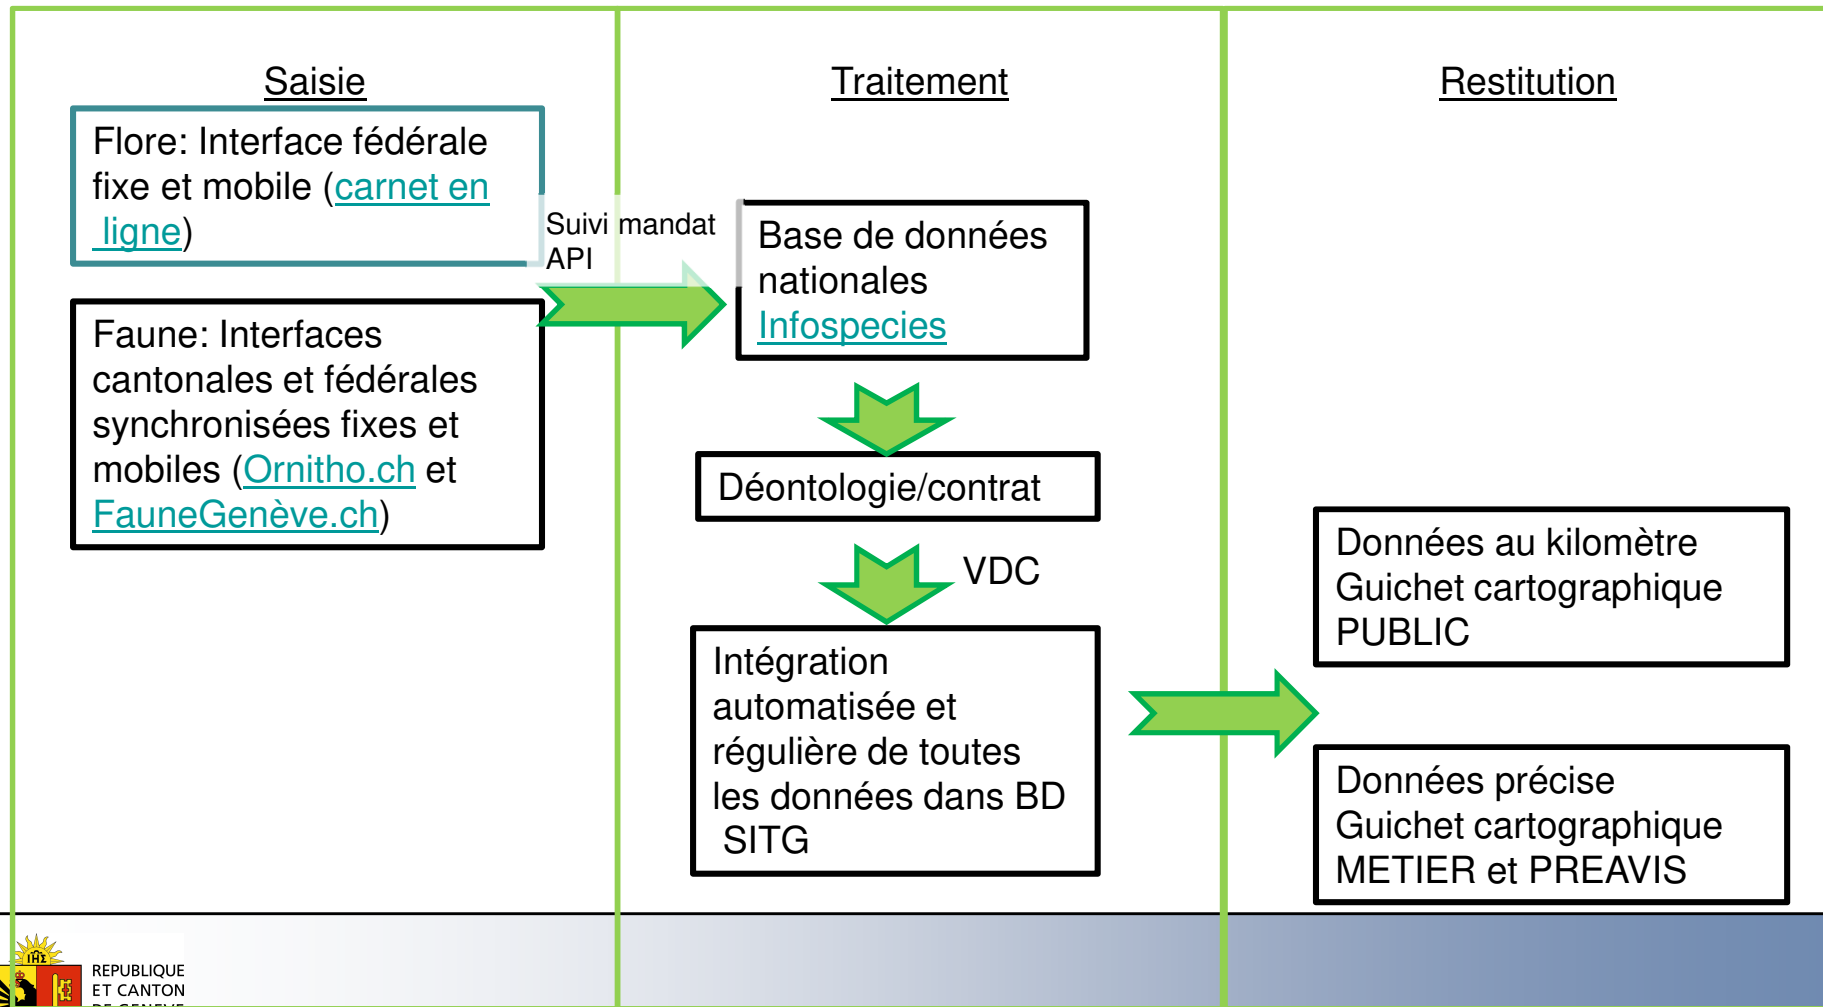 Saisie
Flore: Interface fédérale
fixe et mobile (carnet en
ligne)
Faune: Interfaces
cantonales et fédérales
synchronisées fixes et
mobiles (Ornitho.ch et
FauneGenève.ch)
Suivi mandat
API
Traitement
Base de données
nationales
Infospecies
Déontologie/contrat
VDC
Intégration
automatisée et
régulière de toutes
les données dans BD
SITG
Restitution
Données au kilomètre
Guichet cartographique
PUBLIC
Données précise
Guichet cartographique
METIER et PREAVIS
REPUBLIQUE
ET CANTON
DE GENEVE